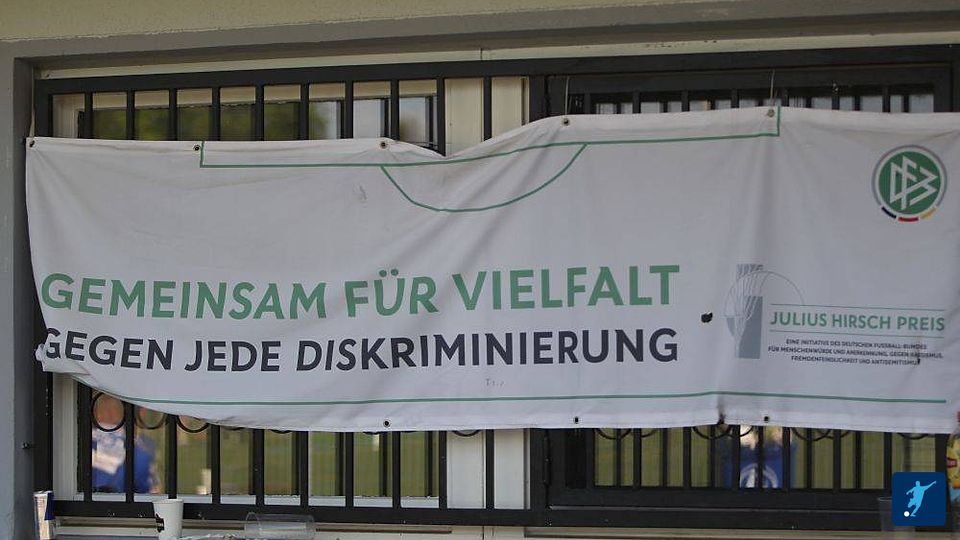 GEMEINSAM FÜR VIELFALT
GEGEN JEDE DISKRIMINIERUNG
DFB
JULIUS HIRSCH PREIS
EINE INITIATIVE DES DEUTSCHEN FUSSBALL-BUNDES
FÜR MENSCHENWÜRDE UND ANERKENNUNG, GEGEN RASSISMUS,
FREMDENFEINDLICHKEIT UND ANTISEMITISMUS